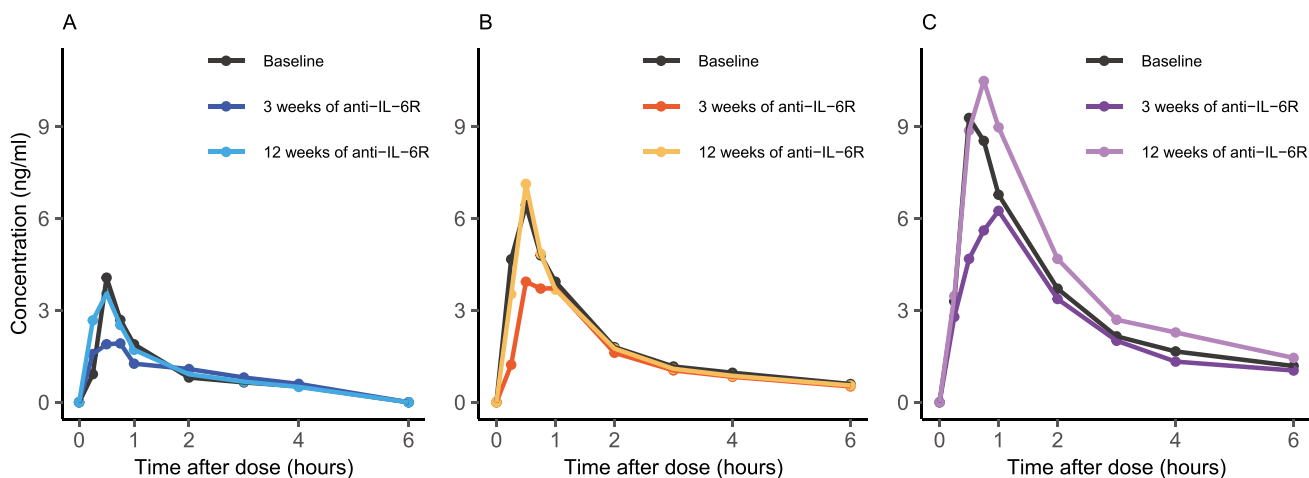 A
Baseline
3 weeks of anti−IL−6R
12 weeks of anti−IL−6R
Concentration (ng/ml)
9
6
3
0
0 1 2 4 6
Time after dose (hours)
B
Baseline
3 weeks of anti−IL−6R
12 weeks of anti−IL−6R
9
6
3
0
0 1 2 4 6
Time after dose (hours)
C
Baseline
3 weeks of anti−IL−6R
12 weeks of anti−IL−6R
9
6
3
0
0 1 2 4 6
Time after dose (hours)